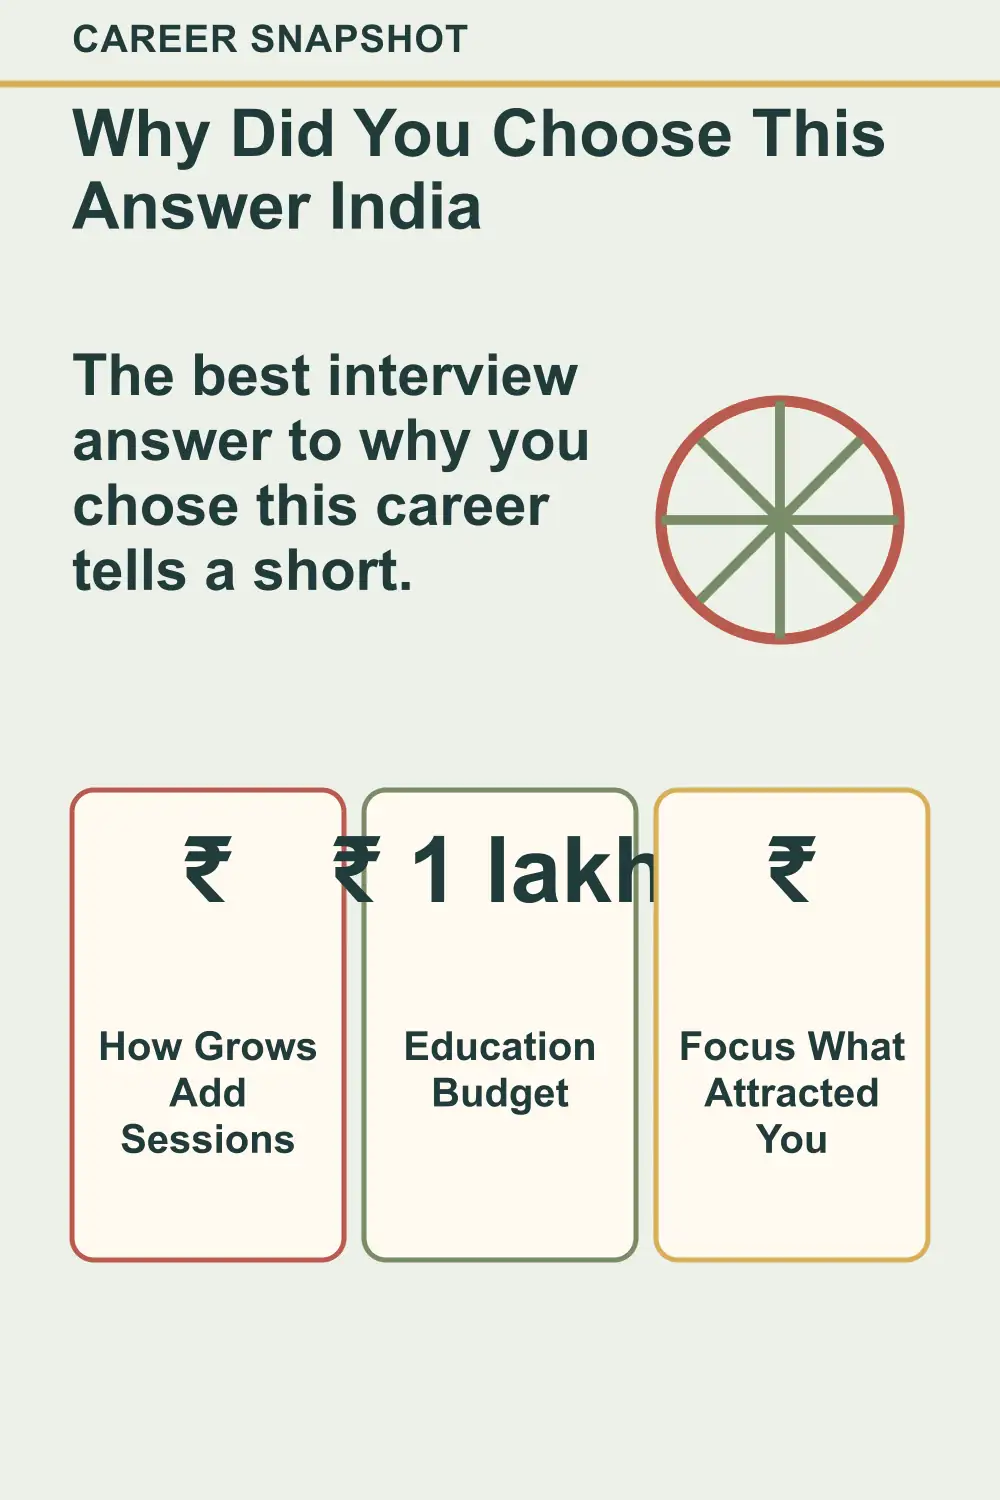 CAREER SNAPSHOT
Why Did You Choose This
Answer India
The best interview
answer to why you
chose this career
tells a short.
₹
₹ 1 lakh
₹
How Grows
Add
Sessions
Education
Budget
Focus What
Attracted
You